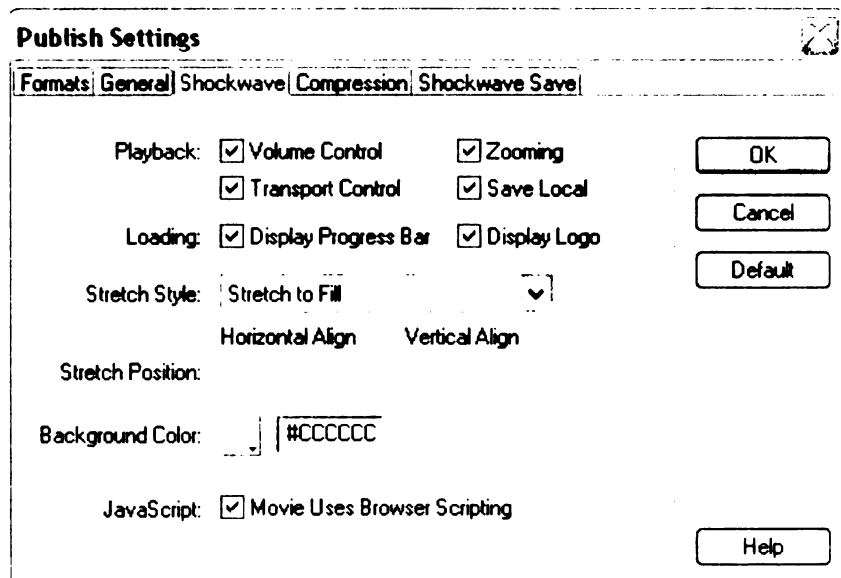 Publish Settings
Formats General Shockwave Compression Shockwave Save
Playback: Volume Control Zooming OK
Transport Control Save Local
Cancel
Loading: Display Progress Bar Display Logo
Default
Stretch Style: Stretch to Fill
Horizontal Align Vertical Align
Stretch Position:
Background Color: #CCCCCC
JavaScript: Movie Uses Browser Scripting
Help